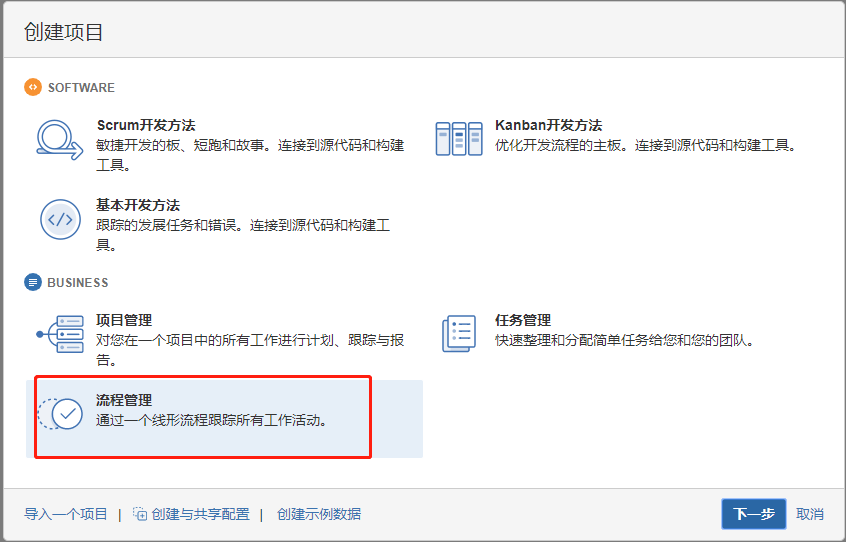 创建项目
SOFTWARE
Scrum开发方法
敏捷开发的板、短跑和故事。连接到源代码和构建
工具。
Kanban开发方法
优化开发流程的主板。连接到源代码和构建工具。
基本开发方法
跟踪的发展任务和错误。连接到源代码和构建工
具。
BUSINESS
项目管理
对您在一个项目中的所有工作进行计划、跟踪与报
告。
任务管理
快速整理和分配简单任务给您和您的团队。
流程管理
通过一个线形流程跟踪所有工作活动。
导入一个项目 | 创建与共享配置 | 创建示例数据
下一步 取消